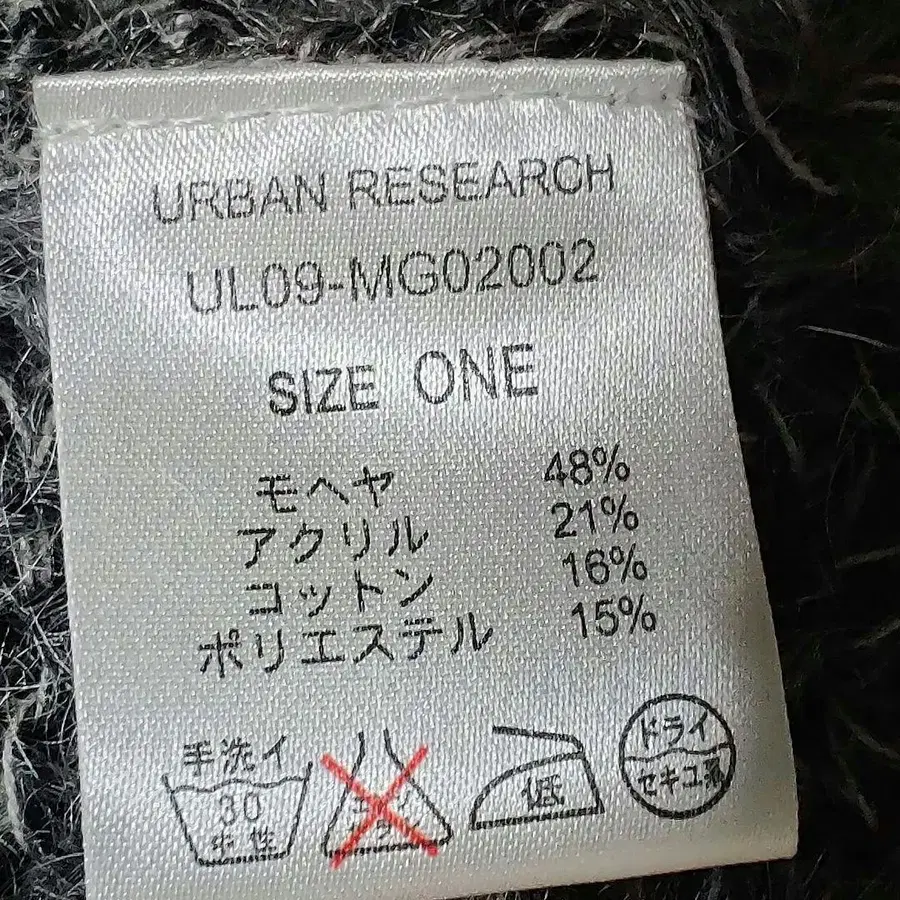 URBAN RESEARCH
UL09-MG02002
SIZE ONE
モヘヤ 48%
アクリル 21%
コットン 16%
ポリエステル 15%
手洗イ
30
中性
低
ドライ
セキユ系